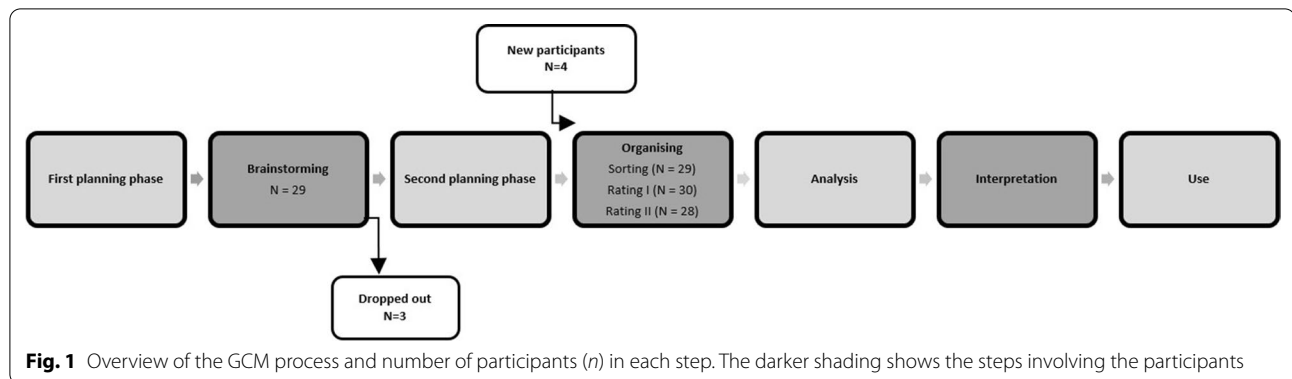 New participants
N=4
First planning phase
Brainstorming
N = 29
Second planning phase
Organising
Sorting (N = 29)
Rating I (N = 30)
Rating II (N = 28)
Analysis
Interpretation
Use
Dropped out
N=3
Fig. 1 Overview of the GCM process and number of participants (n) in each step. The darker shading shows the steps involving the participants